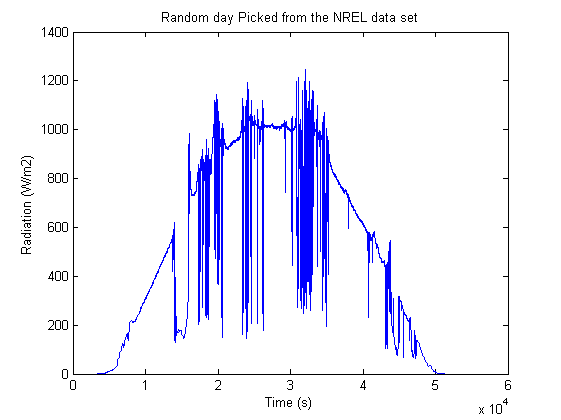 Random day Picked from the NREL data set
1400
1200
1000
800
600
400
200
0
Radiation (W/m2)
0 1 2 3 4 5 6
Time (s)
x 10^4